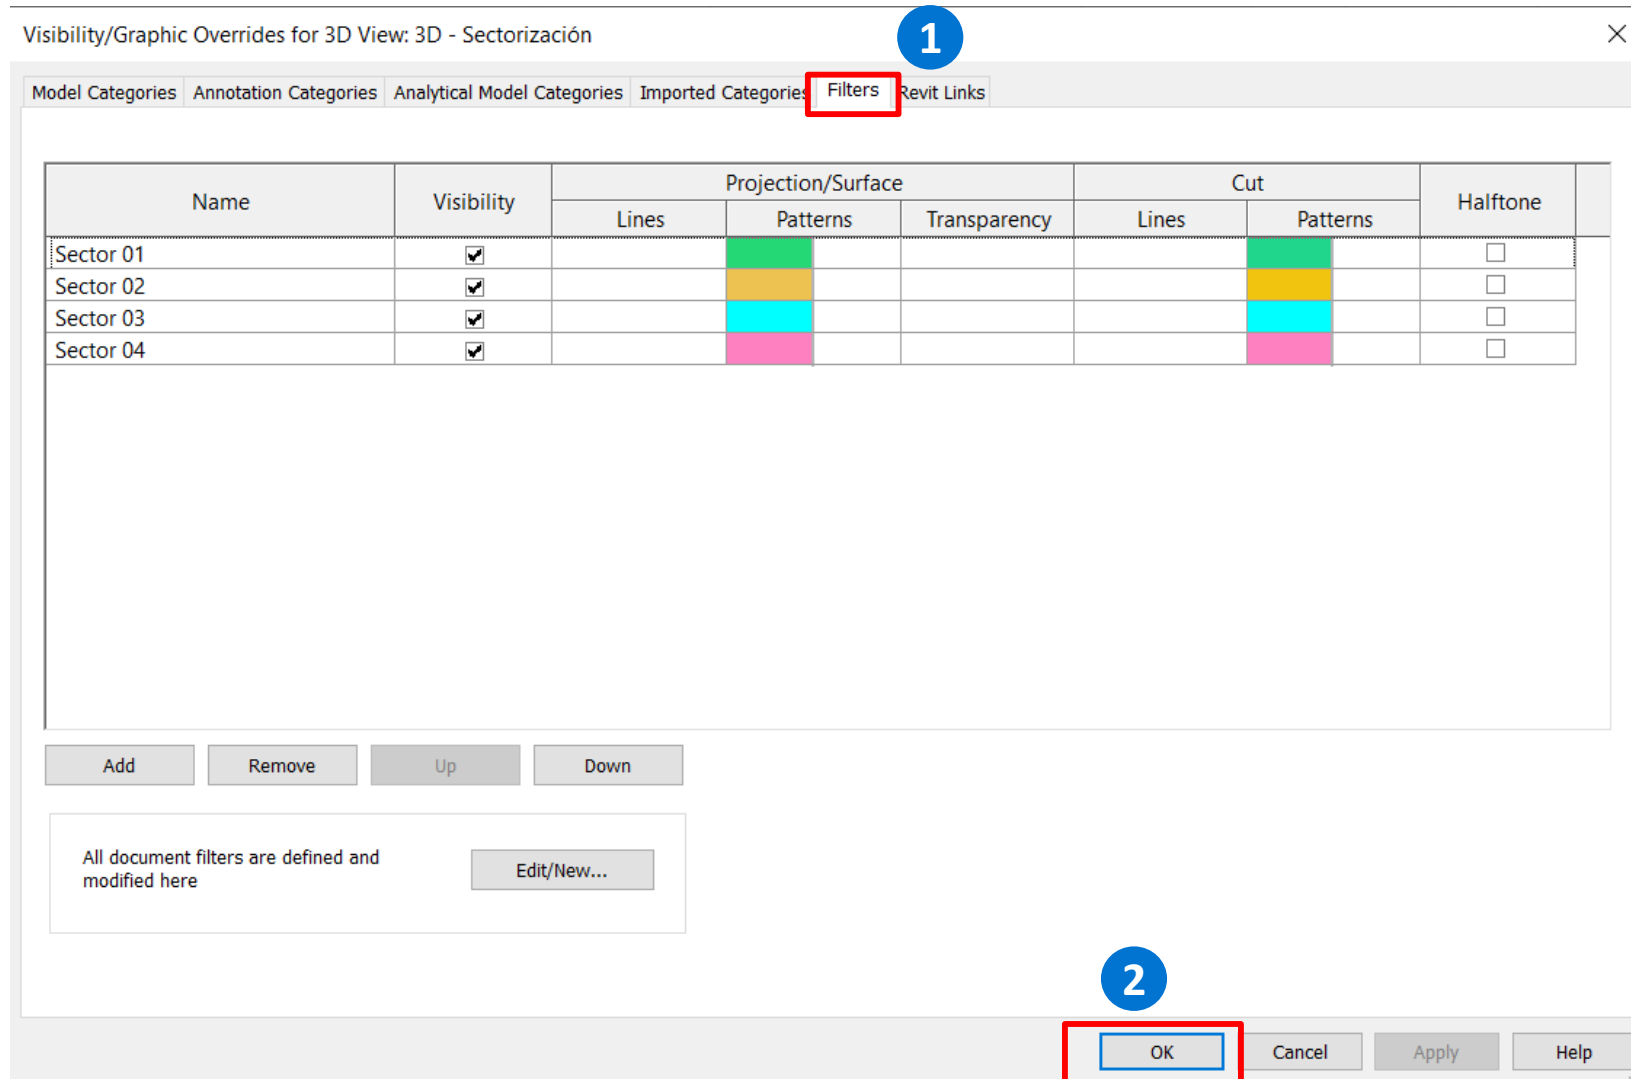 Visibility/Graphic Overrides for 3D View: 3D - Sectorización
1
Model Categories Annotation Categories Analytical Model Categories Imported Categories Filters Revit Links
Name Visibility Projection/Surface Cut Halftone
Lines Patterns Transparency Lines Patterns
Sector 01
Sector 02
Sector 03
Sector 04
Add Remove Up Down
All document filters are defined and
modified here
Edit/New...
2
OK Cancel Apply Help